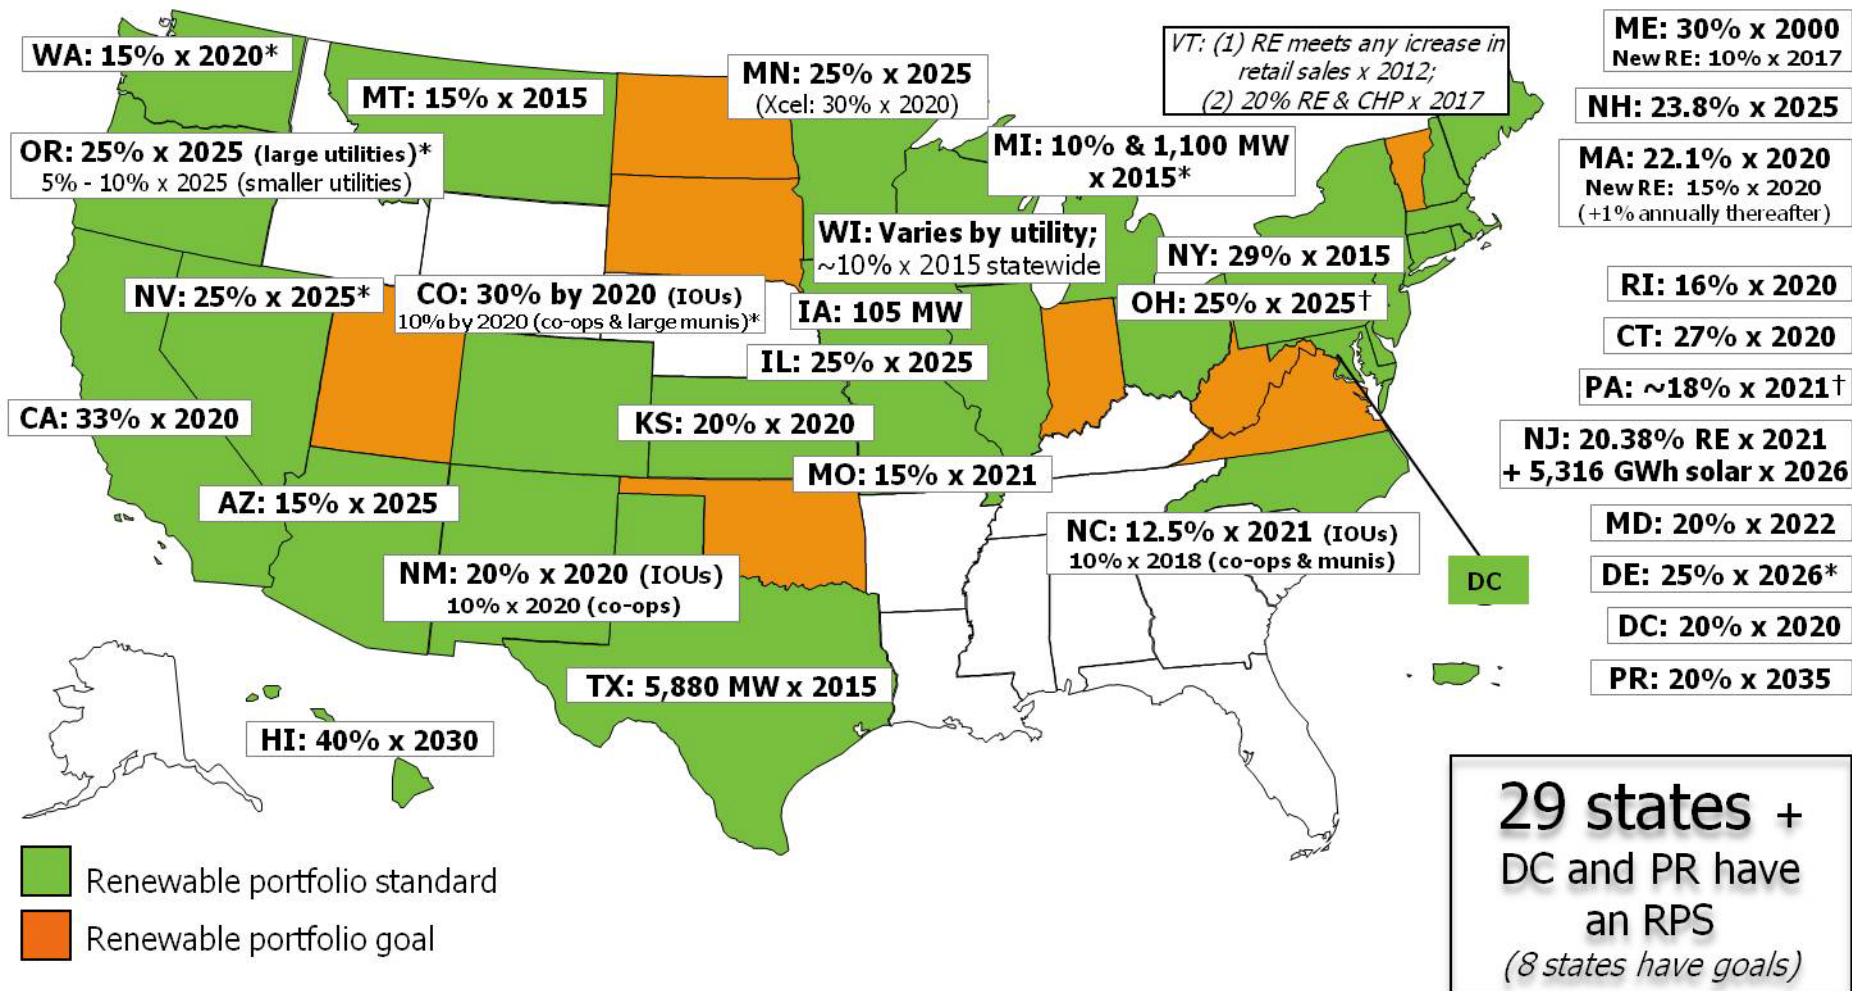 WA: 15% x 2020*
MT: 15% x 2015
MN: 25% x 2025
(Xcel: 30% x 2020)
VT: (1) RE meets any icrease in
retail sales x 2012;
(2) 20% RE & CHP x 2017
ME: 30% x 2000
New RE: 10% x 2017
NH: 23.8% x 2025
OR: 25% x 2025 (large utilities)*
5% - 10% x 2025 (smaller utilities)
MI: 10% & 1,100 MW
x 2015*
MA: 22.1% x 2020
New RE: 15% x 2020
(+1% annually thereafter)
WI: Varies by utility;
~10% x 2015 statewide
NY: 29% x 2015
RI: 16% x 2020
NV: 25% x 2025*
CO: 30% by 2020 (IOUs)
10% by 2020 (co-ops & large munis)*
IA: 105 MW
OH: 25% x 2025†
CT: 27% x 2020
IL: 25% x 2025
PA: ~18% x 2021†
CA: 33% x 2020
KS: 20% x 2020
NJ: 20.38% RE x 2021
+ 5,316 GWh solar x 2026
MO: 15% x 2021
AZ: 15% x 2025
NC: 12.5% x 2021 (IOUs)
10% x 2018 (co-ops & munis)
MD: 20% x 2022
NM: 20% x 2020 (IOUs)
10% x 2020 (co-ops)
DC
DE: 25% x 2026*
DC: 20% x 2020
TX: 5,880 MW x 2015
PR: 20% x 2035
HI: 40% x 2030
29 states +
DC and PR have
an RPS
(8 states have goals)
Renewable portfolio standard
Renewable portfolio goal